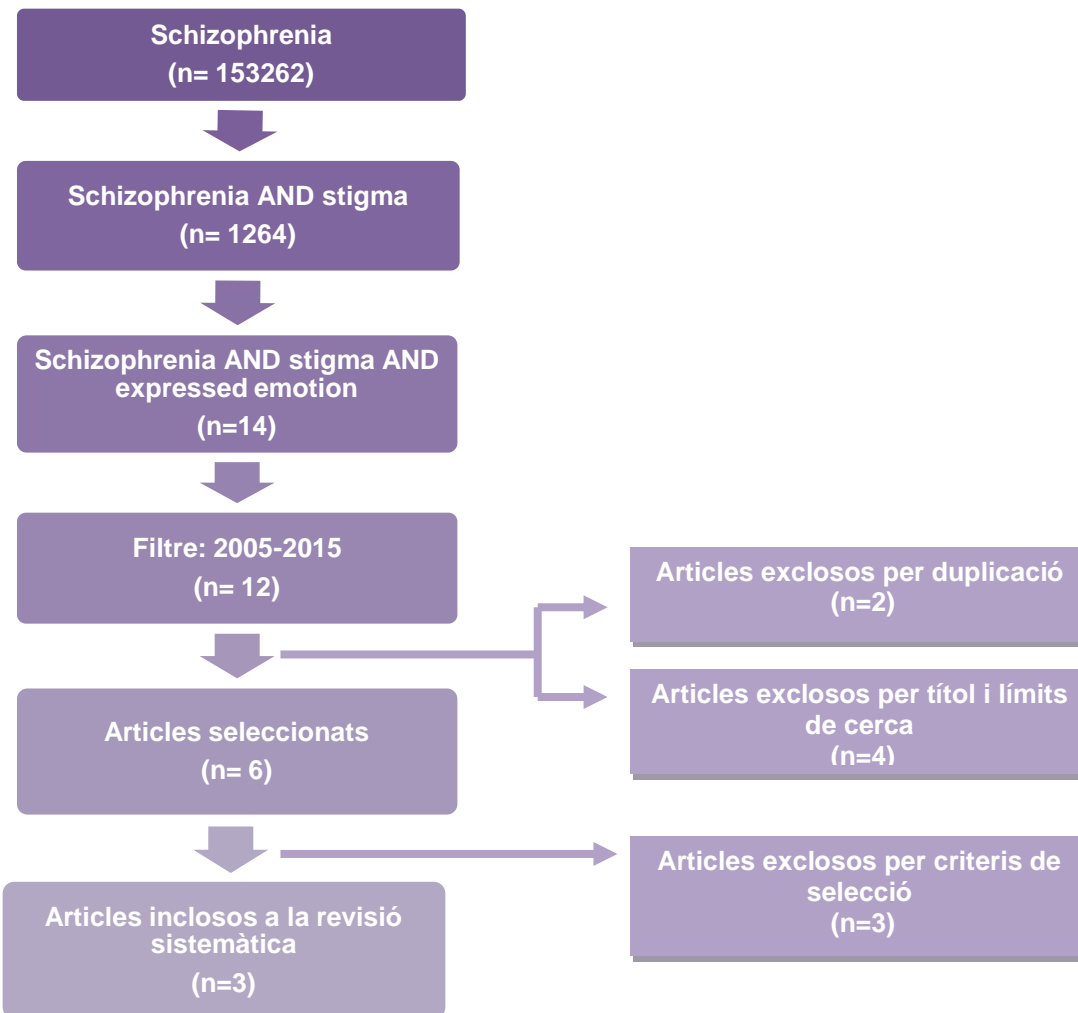 Schizophrenia
(n= 153262)
Schizophrenia AND stigma
(n= 1264)
Schizophrenia AND stigma AND
expressed emotion
(n=14)
Filtre: 2005-2015
(n= 12)
Articles exclosos per duplicació
(n=2)
Articles exclosos per títol i límits
de cerca
(n=4)
Articles seleccionats
(n= 6)
Articles exclosos per criteris de
selecció
(n=3)
Articles inclosos a la revisió
sistemàtica
(n=3)